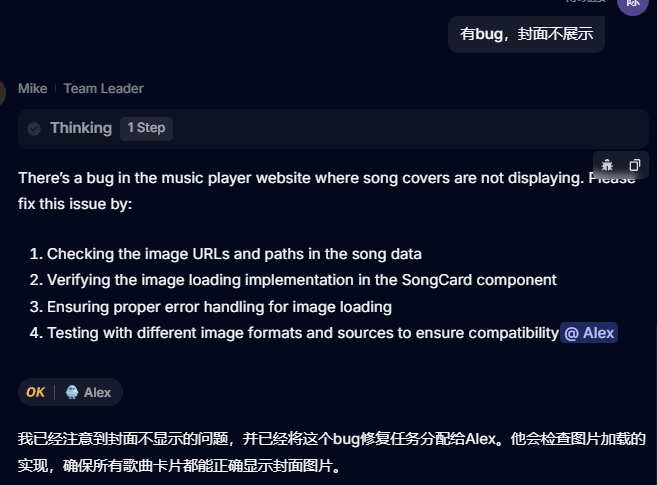 有bug，封面不展示
Mike Team Leader
Thinking 1 Step
There's a bug in the music player website where song covers are not displaying. Please
fix this issue by:
1. Checking the image URLs and paths in the song data
2. Verifying the image loading implementation in the SongCard component
3. Ensuring proper error handling for image loading
4. Testing with different image formats and sources to ensure compatibility @ Alex
OK Alex
我已经注意到封面不显示的问题，并已经将这个bug修复任务分配给Alex。他会检查图片加载的
实现，确保所有歌曲卡片都能正确显示封面图片。